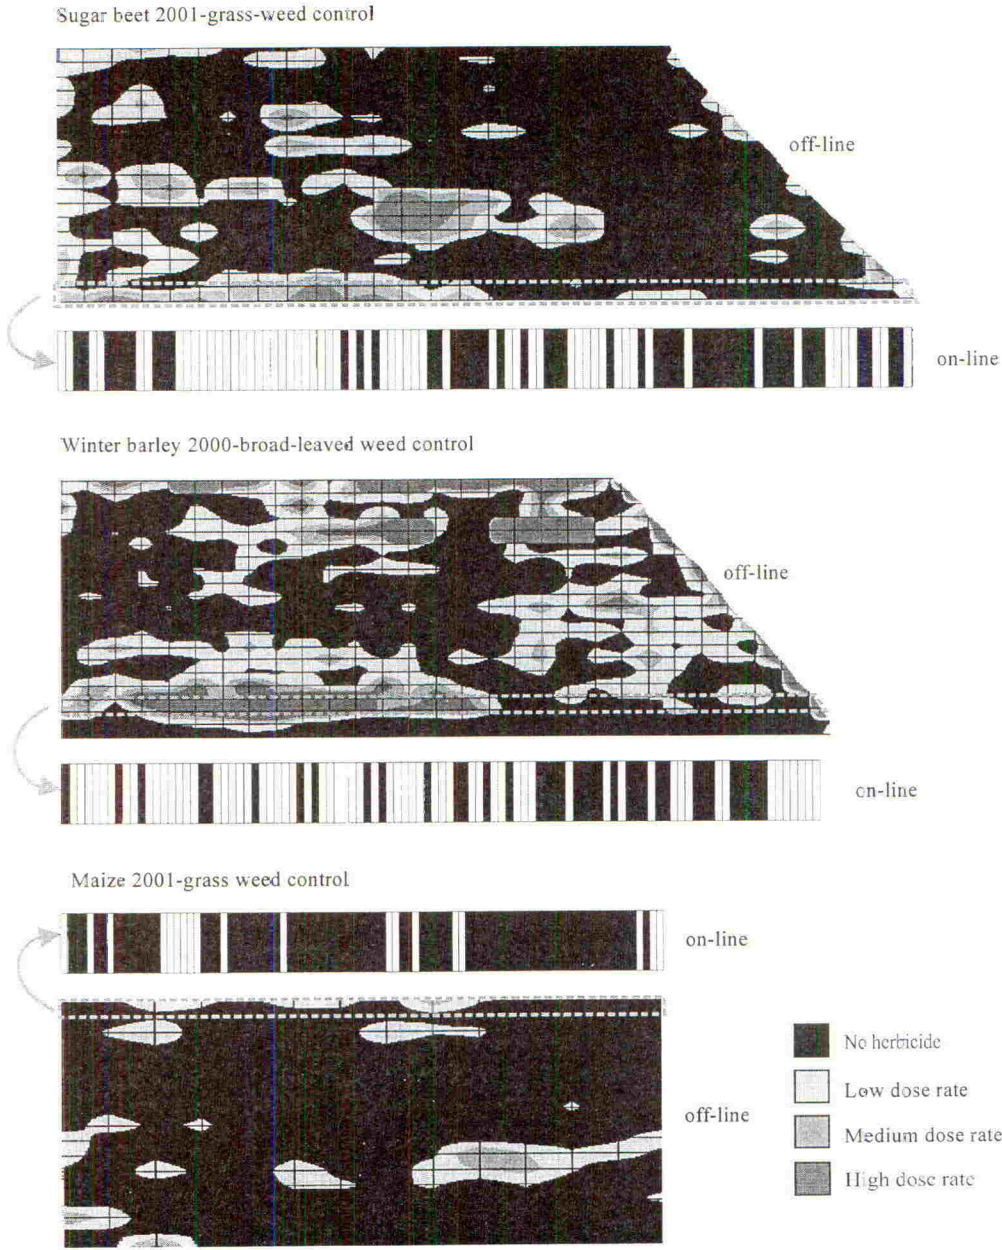 Sugar beet 2001-grass-weed control
off-line
on-line
Winter barley 2000-broad-leaved weed control
off-line
on-line
Maize 2001-grass weed control
on-line
off-line
No herbicide
Low dose rate
Medium dose rate
High dose rate